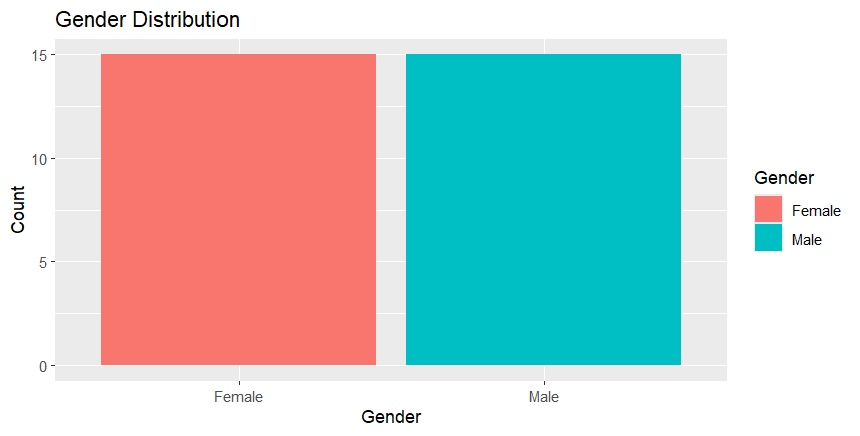 Gender Distribution
15
10
5
0
Count
Female
Male
Gender
Gender
Female
Male